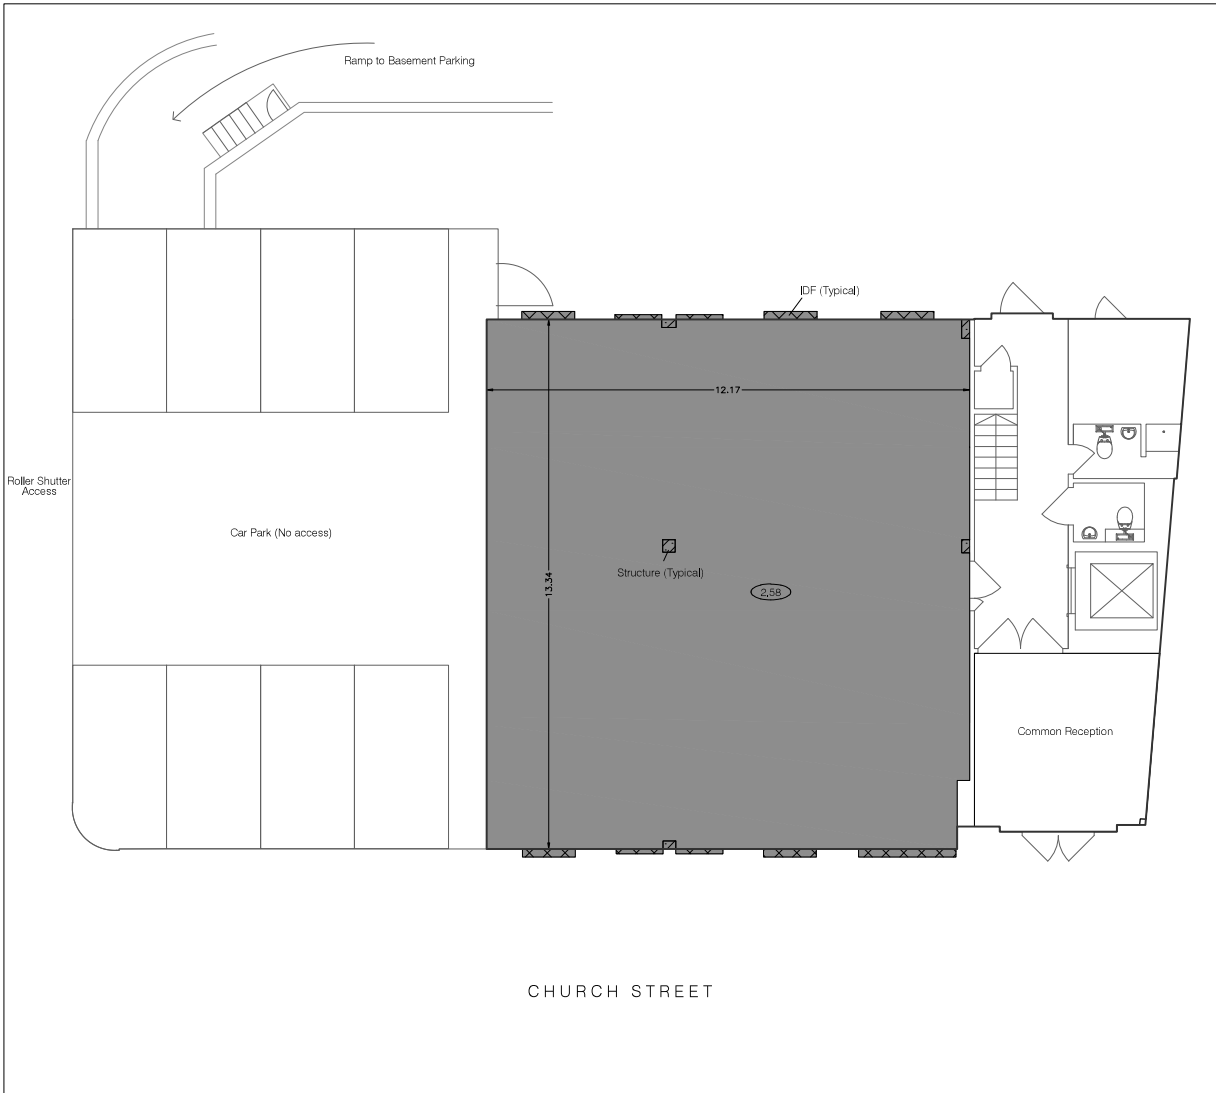 Ramp to Basement Parking
IDF (Typical)
12.17
Roller Shutter
Access
Car Park (No access)
Structure (Typical)
13.34
2.58
Common Reception
CHURCH STREET